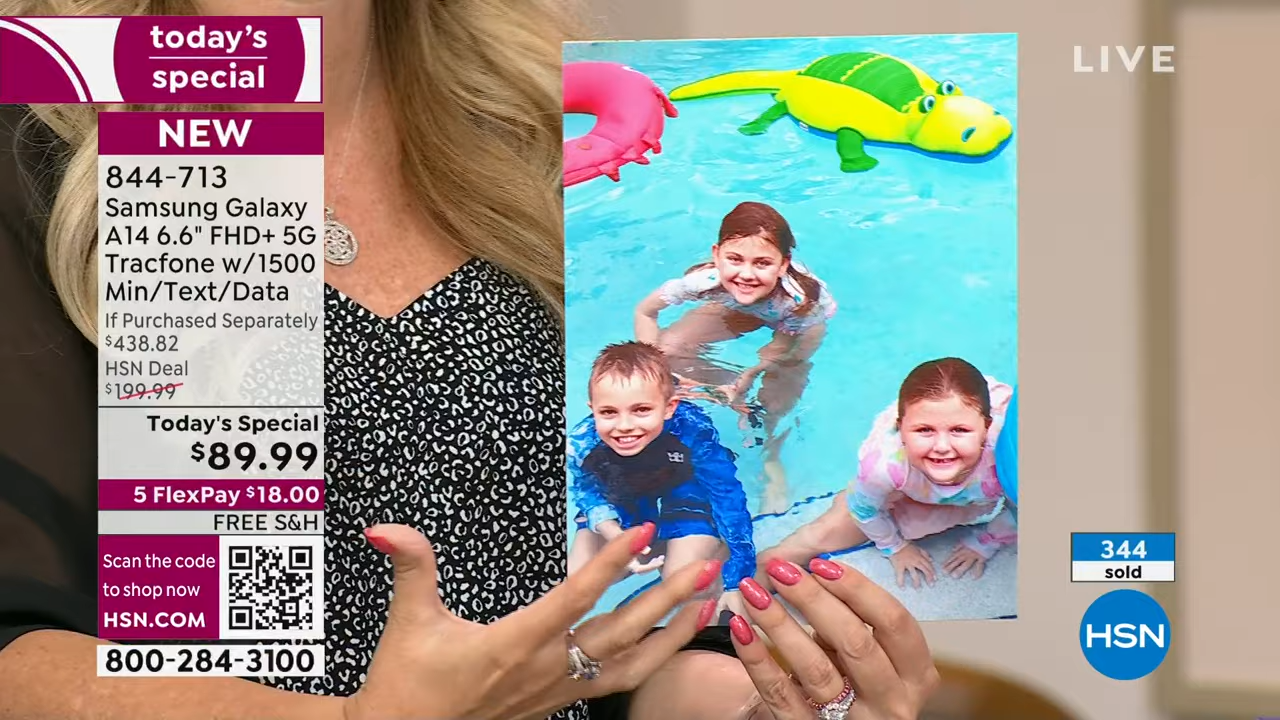 today's
special
NEW
844-713
Samsung Galaxy
A14 6.6" FHD+ 5G
Tracfone w/1500
Min/Text/Data
If Purchased Separately
$438.82
HSN Deal
$199.99
Today's Special
$89.99
5 FlexPay $18.00
FREE S&H
Scan the code
to shop now
HSN.COM
800-284-3100
LIVE
344
sold
HSN